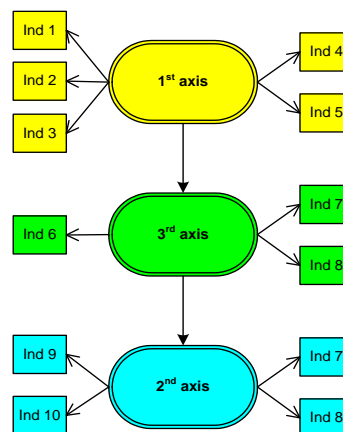 Ind 1
Ind 2
Ind 3
1st axis
Ind 4
Ind 5
Ind 6
3rd axis
Ind 7
Ind 8
Ind 9
Ind 10
2nd axis
Ind 7
Ind 8